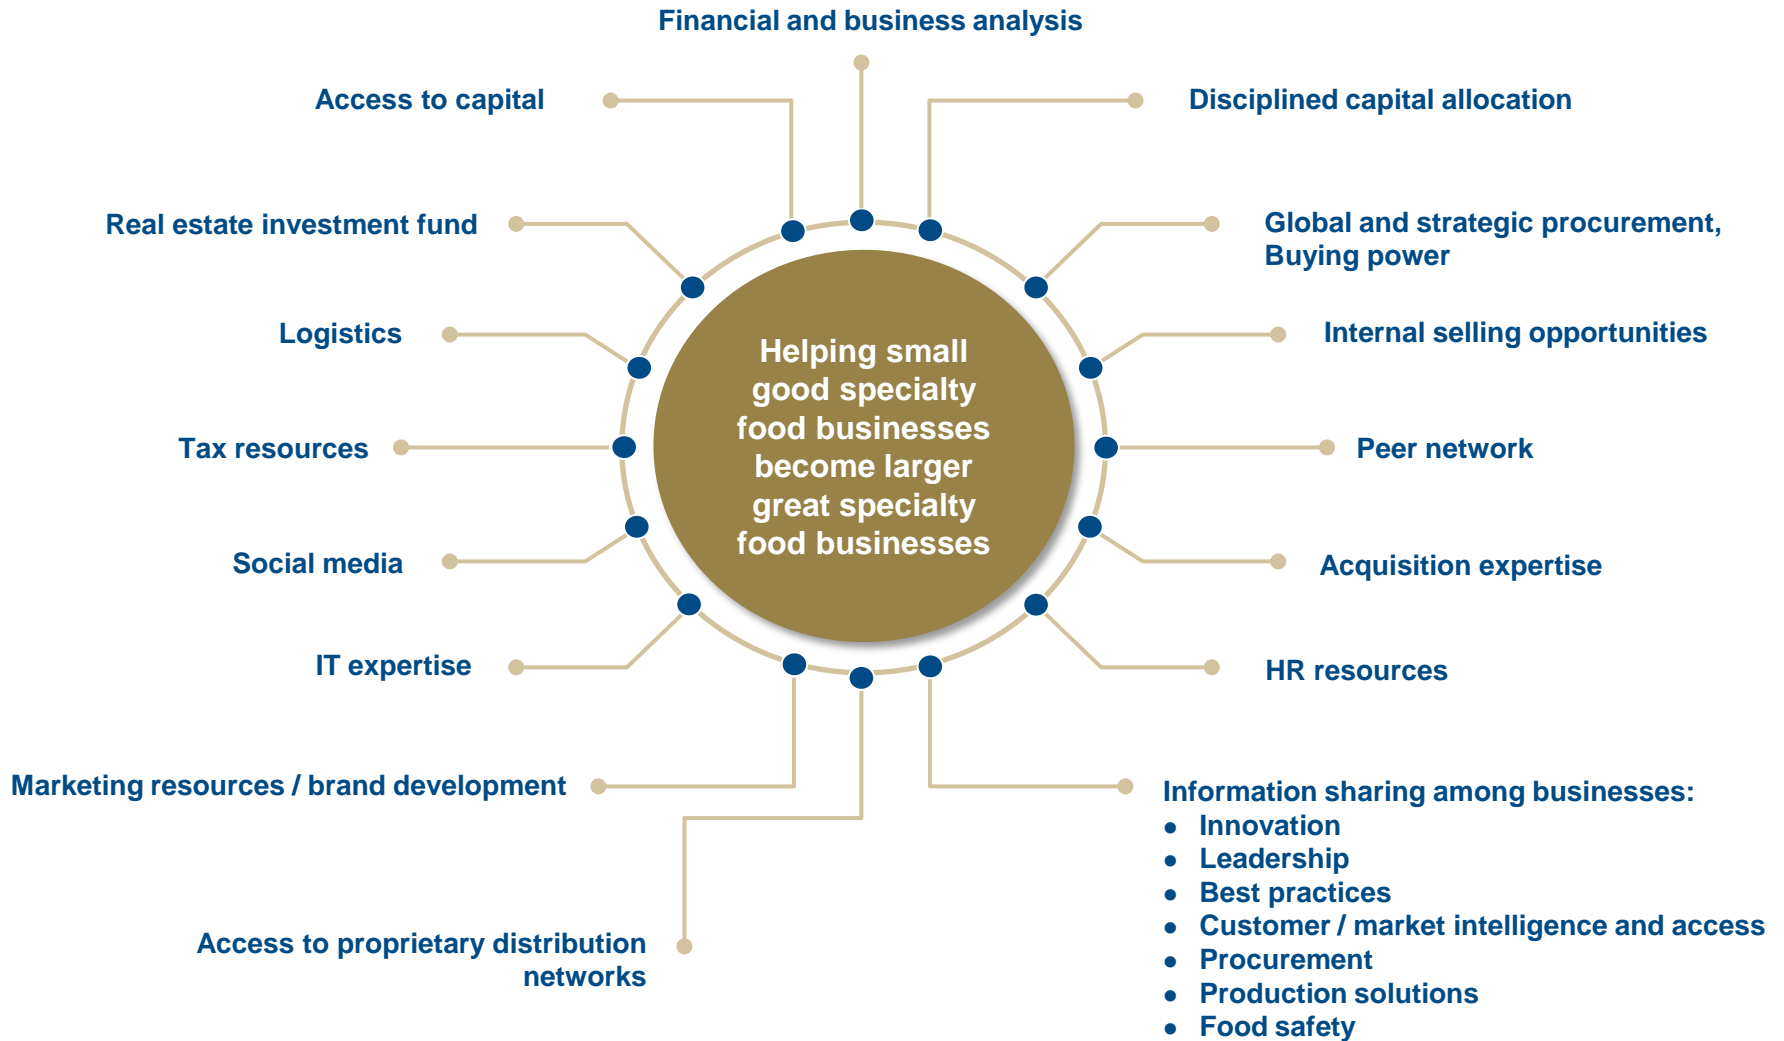 Financial and business analysis
Access to capital
Disciplined capital allocation
Real estate investment fund
Global and strategic procurement,
Buying power
Logistics
Internal selling opportunities
Helping small
good specialty
food businesses
become larger
great specialty
food businesses
Tax resources
Peer network
Social media
Acquisition expertise
IT expertise
HR resources
Marketing resources / brand development
Access to proprietary distribution
networks
Information sharing among businesses:
● Innovation
● Leadership
● Best practices
● Customer / market intelligence and access
● Procurement
● Production solutions
● Food safety